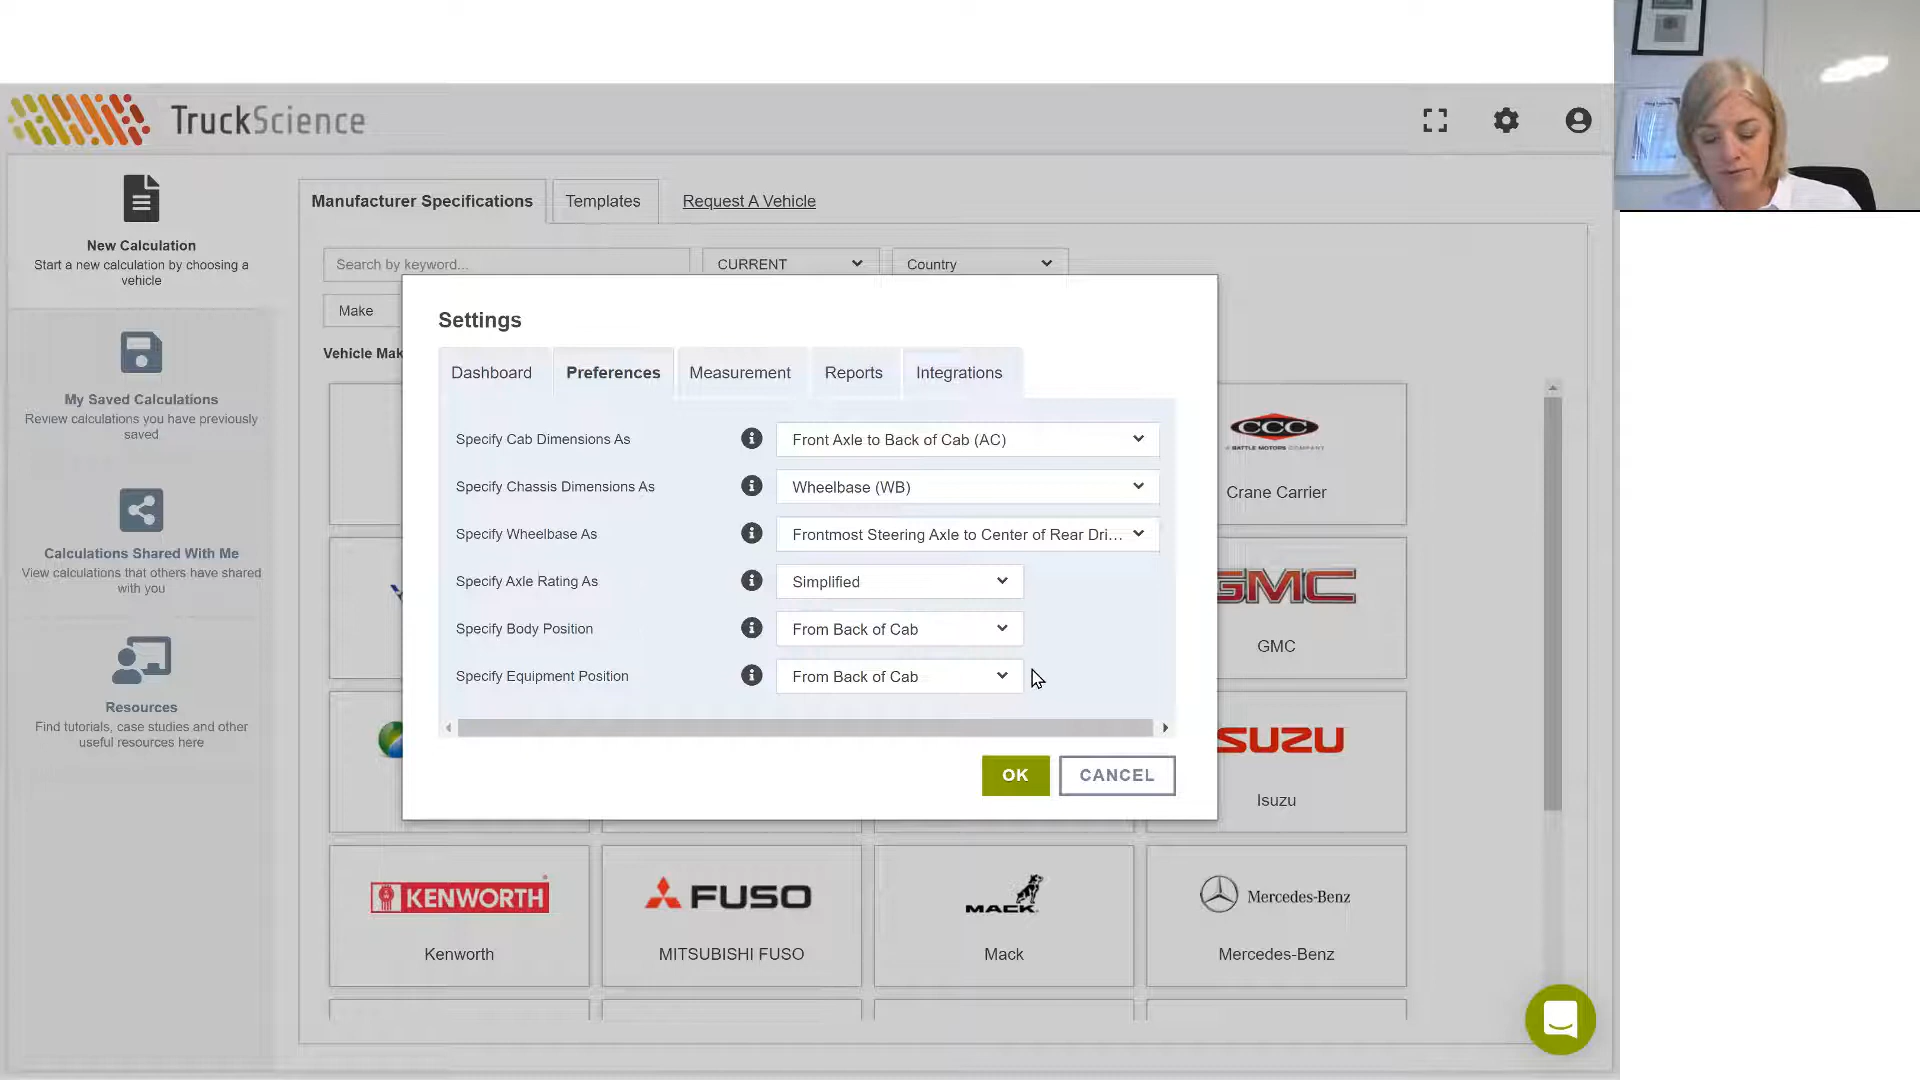 TruckScience
New Calculation
Start a new calculation by choosing a
vehicle
My Saved Calculations
Review calculations you have previously
saved
Calculations Shared With Me
View calculations that others have shared
with you
Resources
Find tutorials, case studies and other
useful resources here
Manufacturer Specifications
Templates
Request A Vehicle
Search by keyword...
CURRENT
Country
Make
Vehicle Mak
Settings
Dashboard
Preferences
Measurement
Reports
Integrations
Specify Cab Dimensions As
Front Axle to Back of Cab (AC)
Specify Chassis Dimensions As
Wheelbase (WB)
Specify Wheelbase As
Frontmost Steering Axle to Center of Rear Dri...
Specify Axle Rating As
Simplified
Specify Body Position
From Back of Cab
Specify Equipment Position
From Back of Cab
OK
CANCEL
CCC
A BATTLE MOTORS COMPANY
Crane Carrier
GMC
GMC
SUZU
Isuzu
KENWORTH
Kenworth
FUSO
MITSUBISHI FUSO
MACK
Mack
Mercedes-Benz
Mercedes-Benz